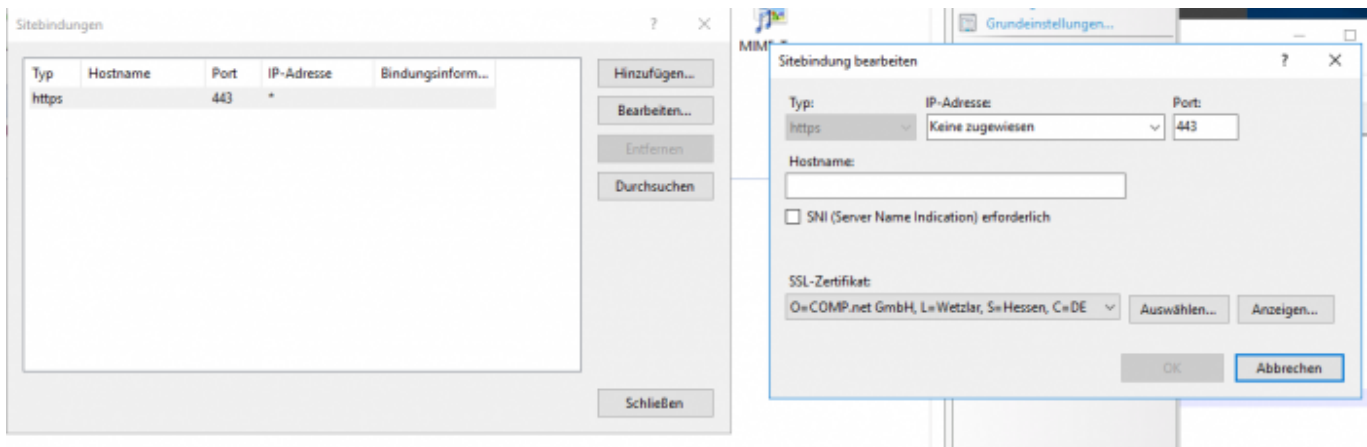 Sitebindungen
Typ Hostname Port IP-Adresse Bindungsinform...
https 443 *
Hinzufügen...
Bearbeiten...
Entfernen
Durchsuchen
Schließen
Grundeinstellungen...
Sitebindung bearbeiten
Typ: IP-Adresse: Port:
https Keine zugewiesen 443
Hostname:
SNI (Server Name Indication) erforderlich
SSL-Zertifikat:
O=COMP.net GmbH, L=Wetzlar, S=Hessen, C=DE Auswählen... Anzeigen...
OK Abbrechen